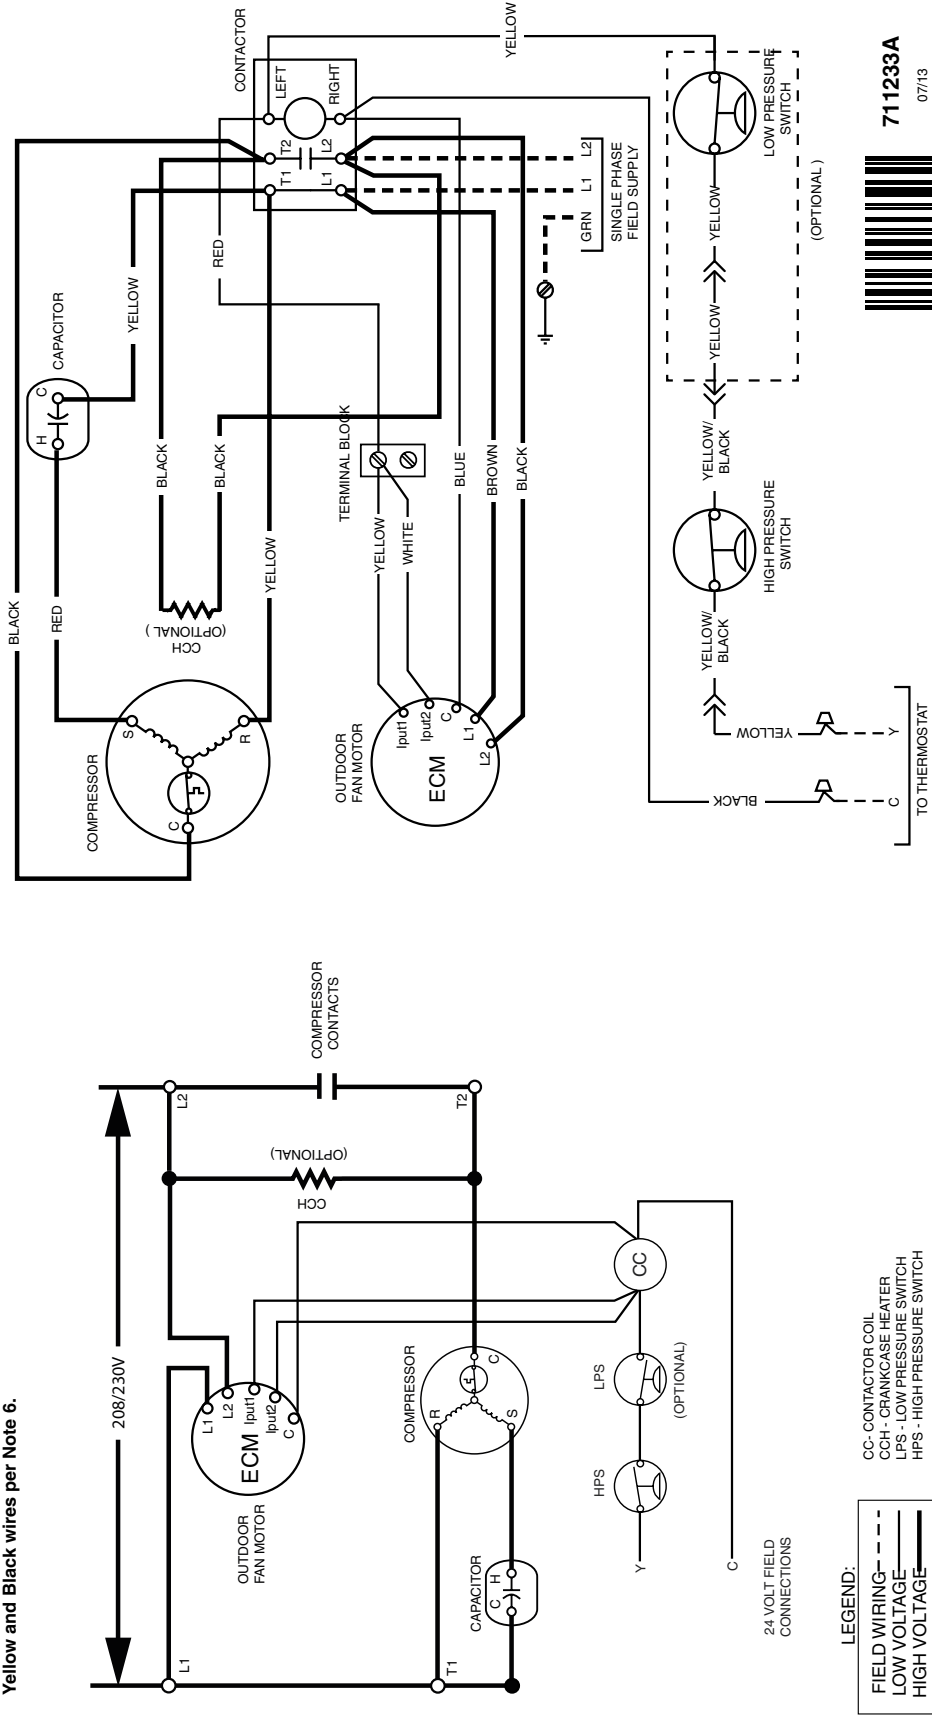 Yellow and Black wires per Note 6.
208/230V
L1
L2
COMPRESSOR
CONTACTS
T2
CCH
(OPTIONAL)
L1
L2
Iput1
Iput2
C
ECM
OUTDOOR
FAN MOTOR
COMPRESSOR
R
S
C
T1
CAPACITOR
C
H
HPS
LPS
(OPTIONAL)
CC
Y
C
24 VOLT FIELD
CONNECTIONS
LEGEND:
FIELD WIRING
LOW VOLTAGE
HIGH VOLTAGE
CC- CONTACTOR COIL
CCH - CRANKCASE HEATER
LPS - LOW PRESSURE SWITCH
HPS - HIGH PRESSURE SWITCH
BLACK
RED
CAPACITOR
H
C
YELLOW
BLACK
BLACK
RED
YELLOW
CCH
(OPTIONAL )
COMPRESSOR
S
R
C
CONTACTOR
LEFT
RIGHT
T2
L2
T1
L1
YELLOW
TERMINAL BLOCK
YELLOW
WHITE
BLUE
BROWN
BLACK
OUTDOOR
FAN MOTOR
ECM
Iput1
Iput2
C
L1
L2
GRN
L1
L2
SINGLE PHASE
FIELD SUPPLY
LOW PRESSURE
SWITCH
(OPTIONAL )
YELLOW
YELLOW
YELLOW/
BLACK
HIGH PRESSURE
SWITCH
YELLOW/
BLACK
YELLOW
BLACK
C
Y
TO THERMOSTAT
711233A
07/13